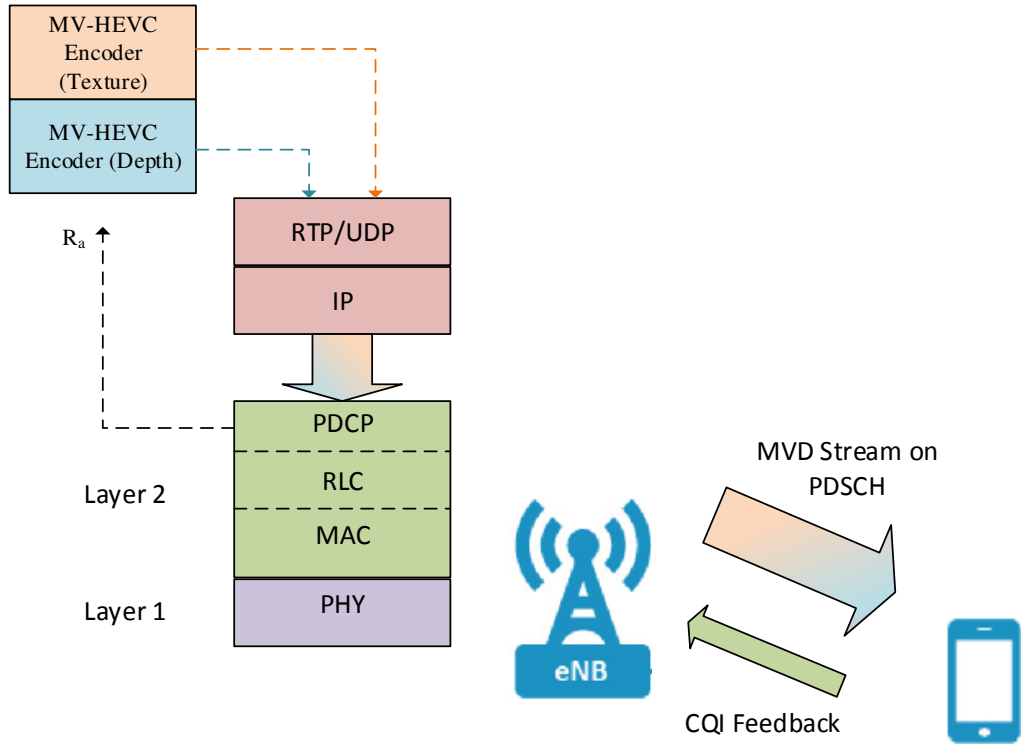 MV-HEVC
Encoder
(Texture)
MV-HEVC
Encoder (Depth)
RTP/UDP
Ra
IP
PDCP
RLC
Layer 2
MAC
Layer 1
PHY
MVD Stream on
PDSCH
eNB
CQI Feedback